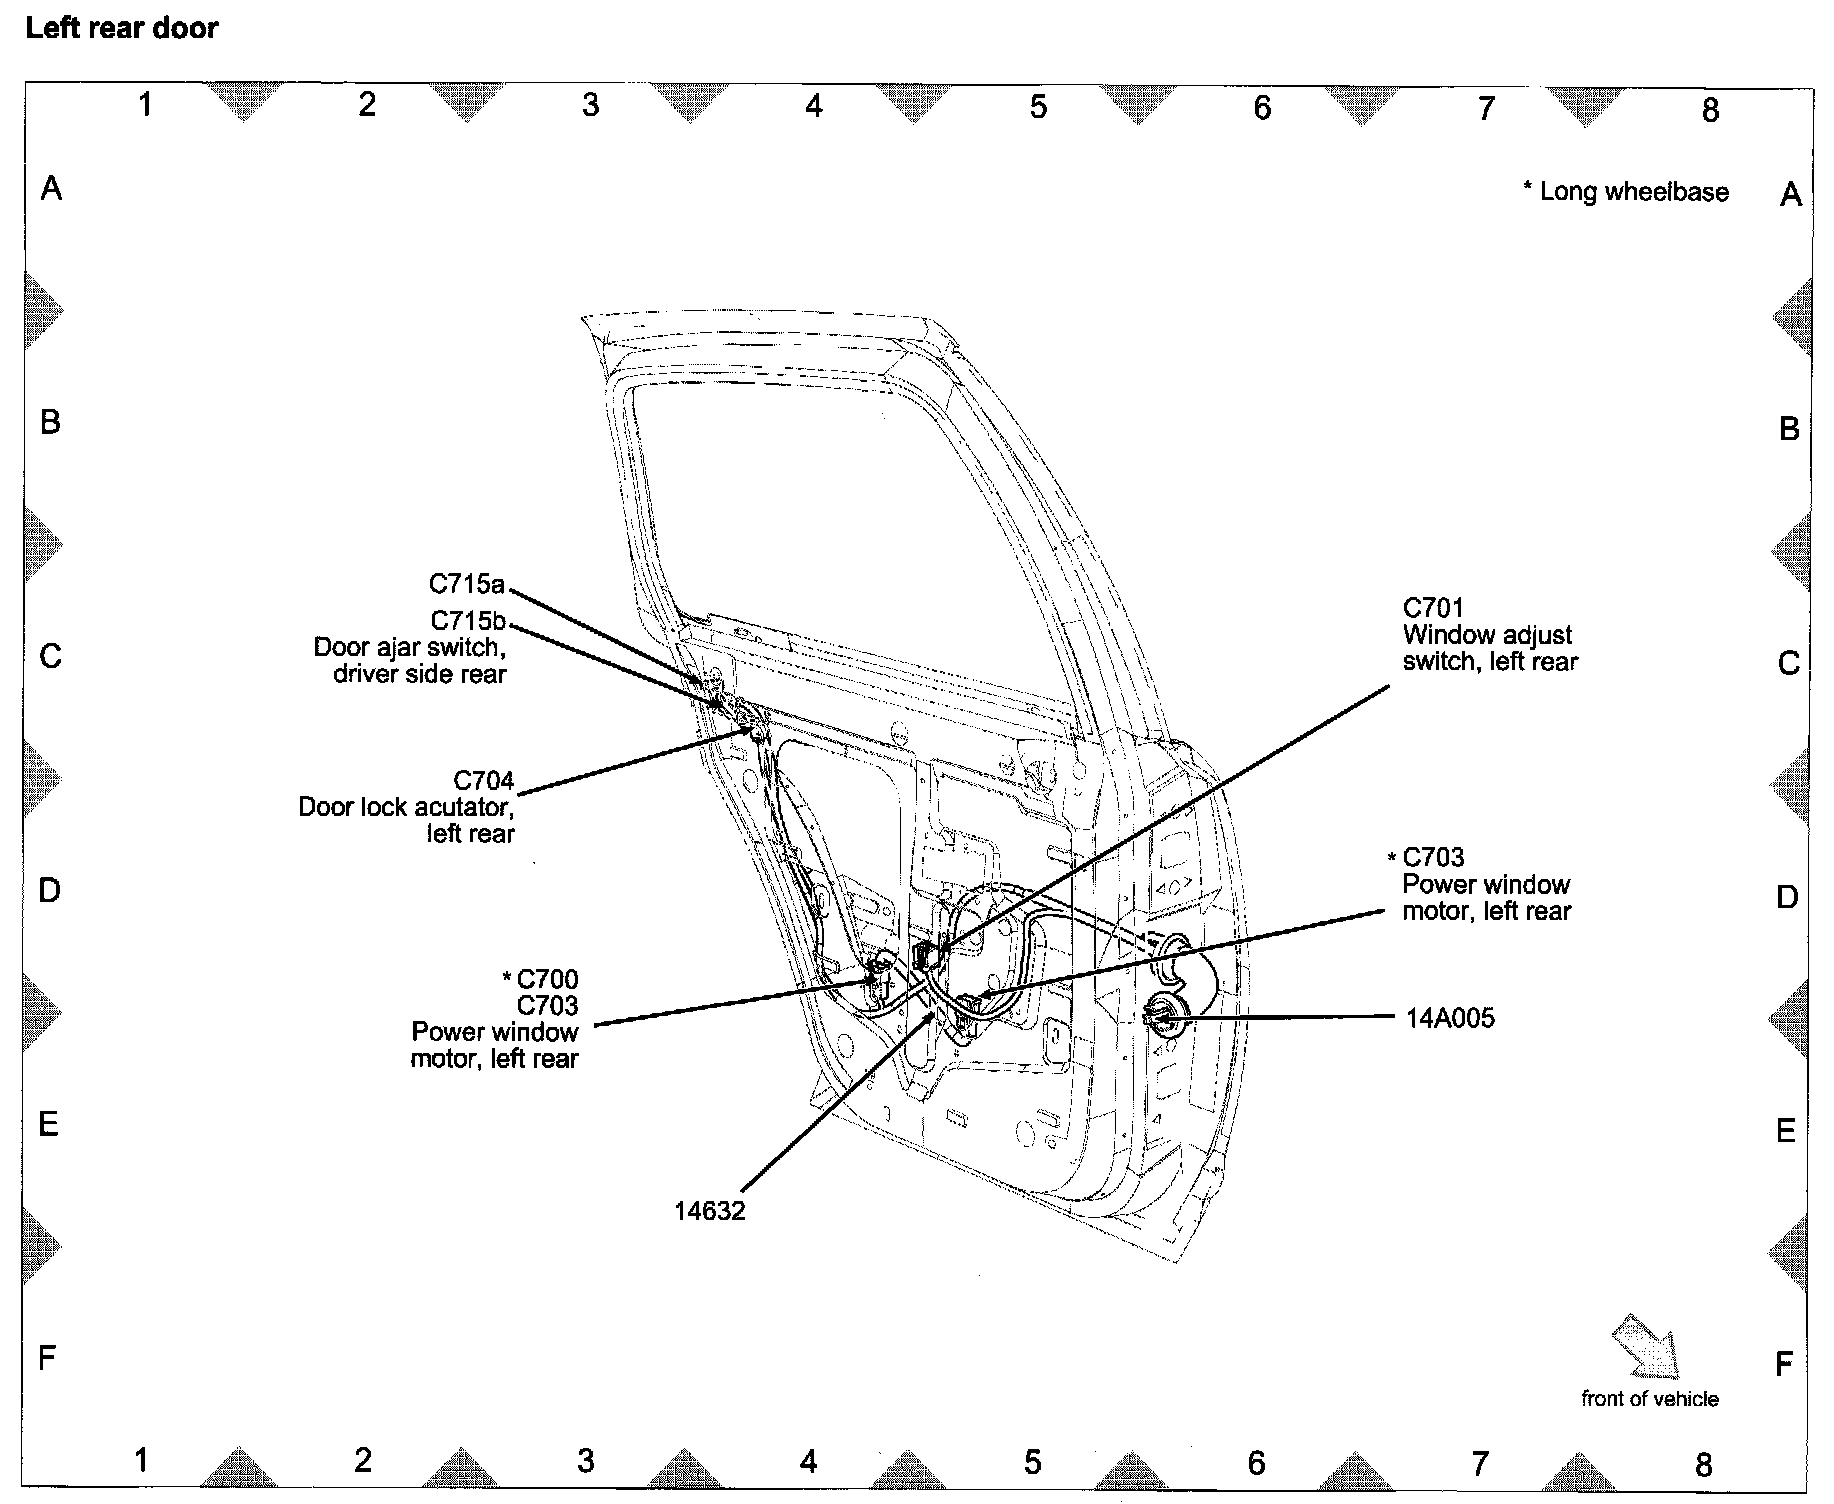 Left rear door
1 2 3 4 5 6 7 8
A A
* Long wheelbase
B B
C715a
C715b
Door ajar switch,
driver side rear
C701
Window adjust
switch, left rear
C C
C704
Door lock acutator,
left rear
* C703
Power window
motor, left rear
D D
* C700
C703
Power window
motor, left rear
14A005
E E
14632
F F
front of vehicle
1 2 3 4 5 6 7 8